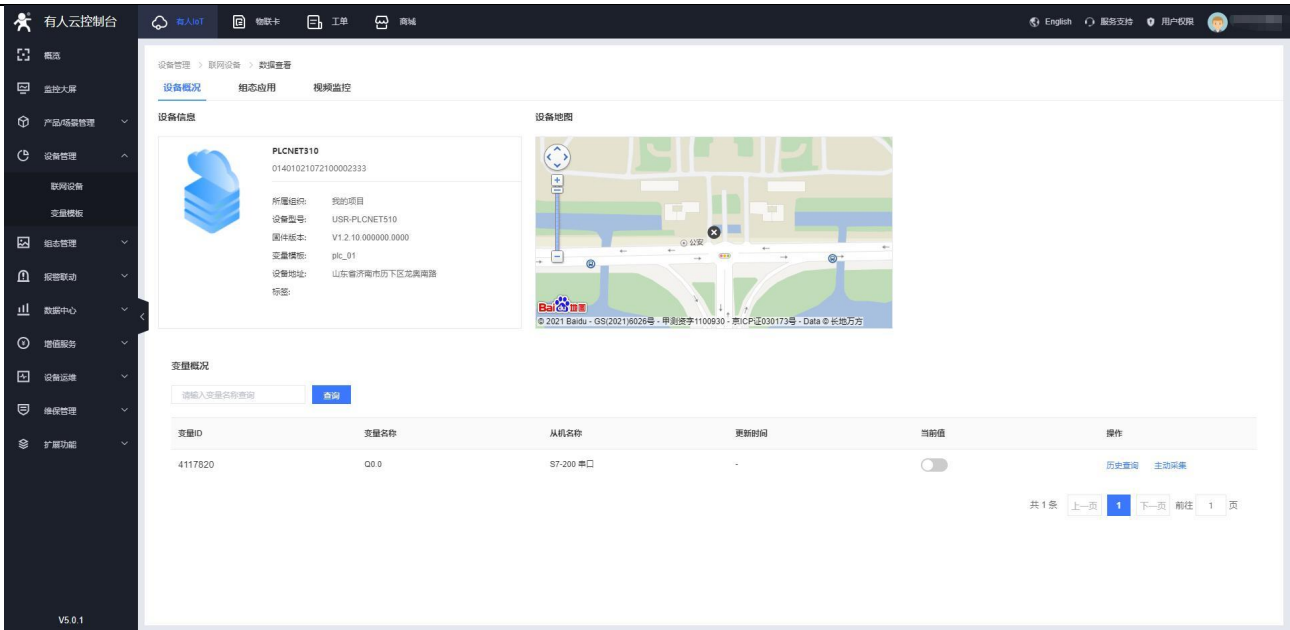 有人云控制台
有人IoT 物联卡 工单 商城 English 服务支持 用户权限
概览
监控大屏
产品/场景管理
设备管理
联网设备
变量模板
组态管理
报警联动
数据中心
增值服务
设备运维
维保管理
扩展功能
V5.0.1
设备管理 > 联网设备 > 数据查看
设备概况 组态应用 视频监控
设备信息
PLCNET310
01401021072100002333
所属组织: 我的项目
设备型号: USR-PLCNET510
固件版本: V1.2.10.000000.0000
变量模板: plc_01
设备地址: 山东省济南市历下区龙奥南路
标签:
设备地图
公安
Bai du 地图
© 2021 Baidu - GS(2021)6026号 - 甲测资字1100930 - 京ICP证030173号 - Data © 长地万方
变量概况
请输入变量名称查询 查询
变量ID 变量名称 从机名称 更新时间 当前值 操作
4117820 Q0.0 S7-200 串口 - 历史查询 主动采集
共 1 条 上一页 1 下一页 前往 1 页